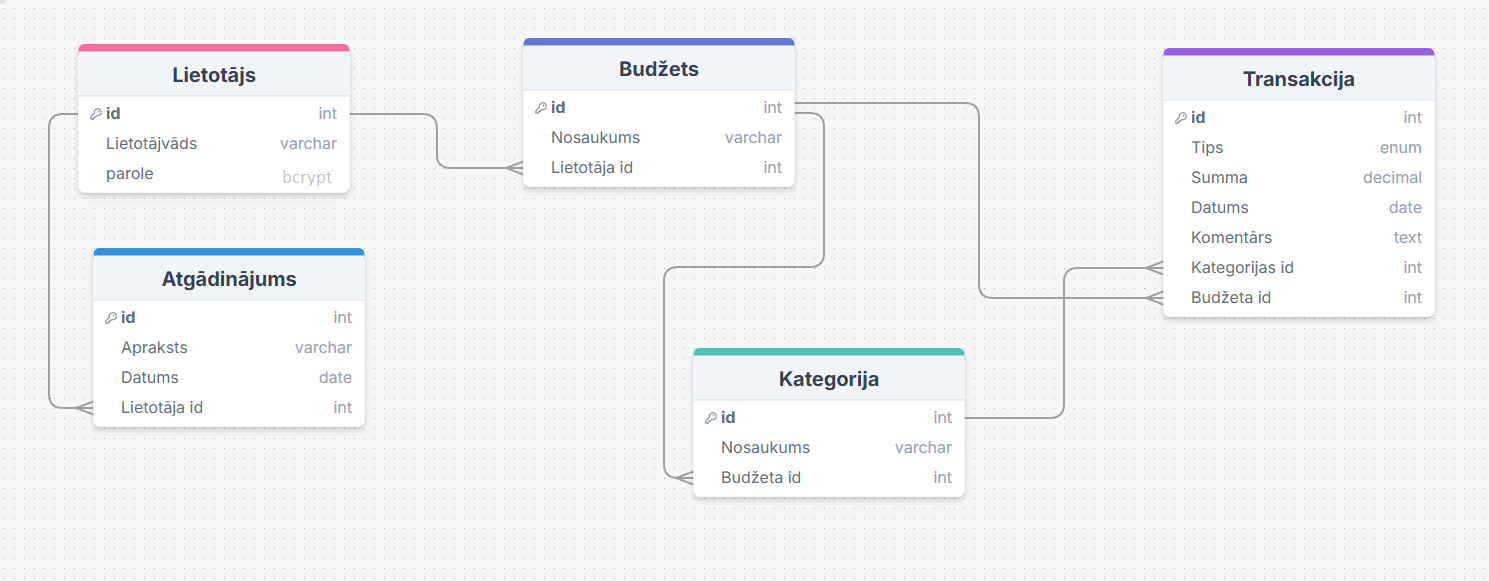 Lietotājs
id int
Lietotājvāds varchar
parole bcrypt
Budžets
id int
Nosaukums varchar
Lietotāja id int
Transakcija
id int
Tips enum
Summa decimal
Datums date
Komentārs text
Kategorijas id int
Budžeta id int
Atgādinājums
id int
Apraksts varchar
Datums date
Lietotāja id int
Kategorija
id int
Nosaukums varchar
Budžeta id int